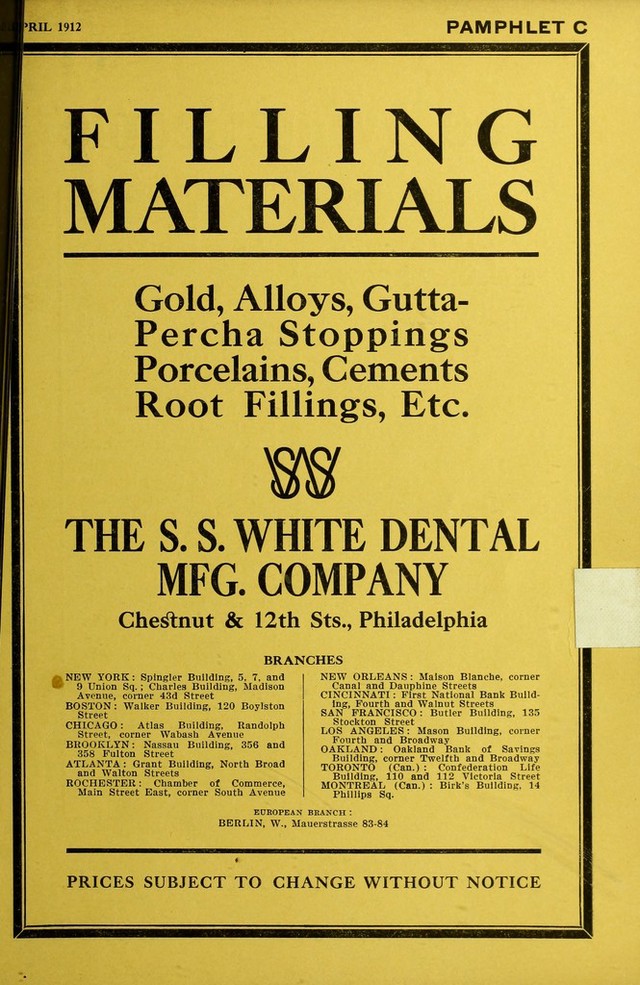 APRIL 1912
PAMPHLET C
FILLING
MATERIALS
Gold, Alloys, Gutta-
Percha Stoppings
Porcelains, Cements
Root Fillings, Etc.
SSW
THE S. S. WHITE DENTAL
MFG. COMPANY
Chestnut & 12th Sts., Philadelphia
BRANCHES
NEW YORK: Spingler Building, 5, 7, and
9 Union Sq.; Charles Building, Madison
Avenue, corner 43d Street
BOSTON: Walker Building, 120 Boylston
Street
CHICAGO: Atlas Building, Randolph
Street, corner Wabash Avenue
BROOKLYN: Nassau Building, 356 and
358 Fulton Street
ATLANTA: Grant Building, North Broad
and Walton Streets
ROCHESTER: Chamber of Commerce,
Main Street East, corner South Avenue
NEW ORLEANS: Maison Blanche, corner
Canal and Dauphine Streets
CINCINNATI: First National Bank Build-
ing, Fourth and Walnut Streets
SAN FRANCISCO: Butler Building, 135
Stockton Street
LOS ANGELES: Mason Building, corner
Fourth and Broadway
OAKLAND: Oakland Bank of Savings
Building, corner Twelfth and Broadway
TORONTO (Can.): Confederation Life
Building, 110 and 112 Victoria Street
MONTREAL (Can.): Birk's Building, 14
Phillips Sq.
EUROPEAN BRANCH:
BERLIN, W., Mauerstrasse 83-84
PRICES SUBJECT TO CHANGE WITHOUT NOTICE